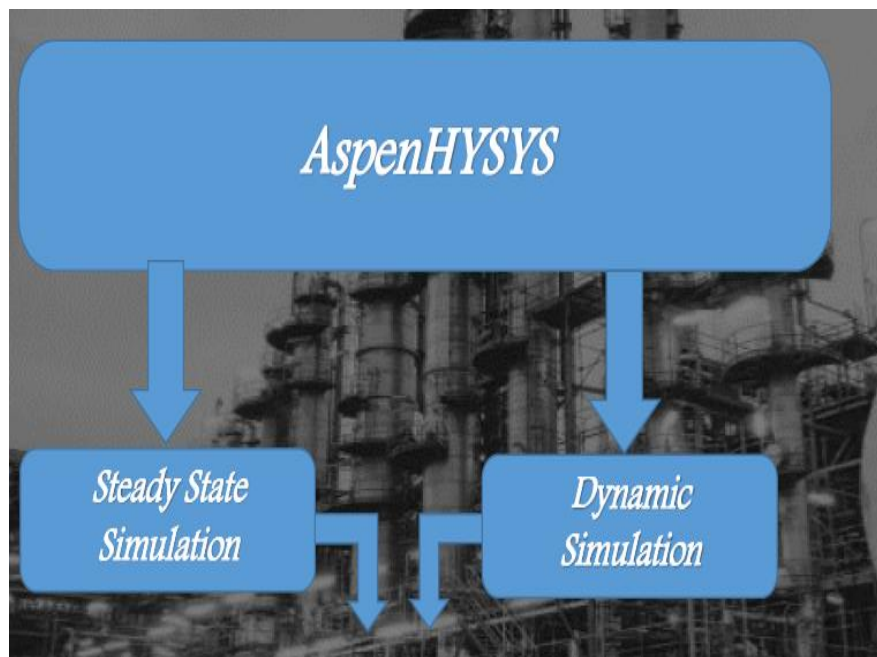 AspenHYSYS
Steady State
Simulation
Dynamic
Simulation